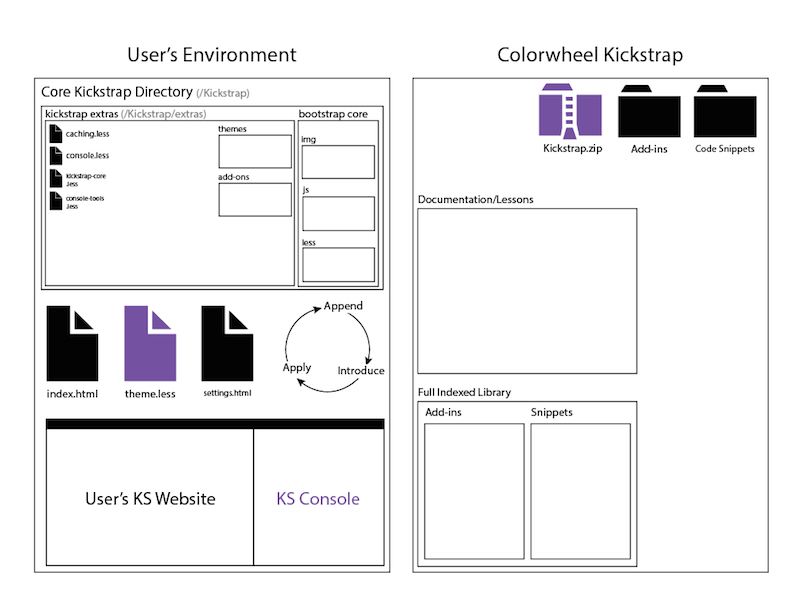 User's Environment
Colorwheel Kickstrap
Core Kickstrap Directory (/Kickstrap)
kickstrap extras (/Kickstrap/extras)
bootstrap core
caching.less
console.less
kickstrap-core
.less
console-tools
.less
themes
add-ons
img
js
less
index.html
theme.less
settings.html
Append
Introduce
Apply
User's KS Website
KS Console
Kickstrap.zip
Add-ins
Code Snippets
Documentation/Lessons
Full Indexed Library
Add-ins
Snippets